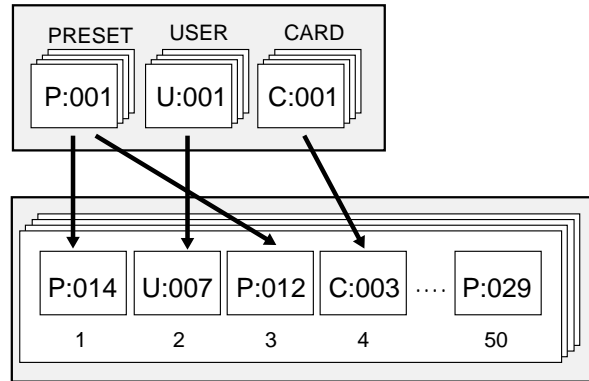 PRESET USER CARD
P:001 U:001 C:001
P:014 U:007 P:012 C:003 .... P:029
1 2 3 4 50